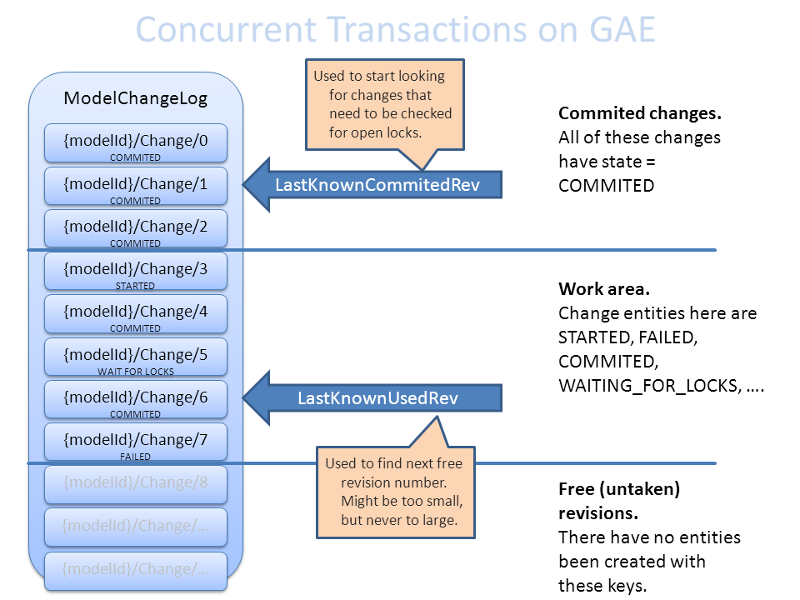 Concurrent Transactions on GAE
ModelChangeLog
{modelId}/Change/0
COMMITED
{modelId}/Change/1
COMMITED
{modelId}/Change/2
COMMITED
{modelId}/Change/3
STARTED
{modelId}/Change/4
COMMITED
{modelId}/Change/5
WAIT FOR LOCKS
{modelId}/Change/6
COMMITED
{modelId}/Change/7
FAILED
{modelId}/Change/8
{modelId}/Change/...
{modelId}/Change/...
Used to start looking
for changes that
need to be checked
for open locks.
LastKnownCommitedRev
LastKnownUsedRev
Used to find next free
revision number.
Might be too small,
but never to large.
Commited changes.
All of these changes
have state =
COMMITED
Work area.
Change entities here are
STARTED, FAILED,
COMMITED,
WAITING_FOR_LOCKS, ....
Free (untaken)
revisions.
There have no entities
been created with
these keys.